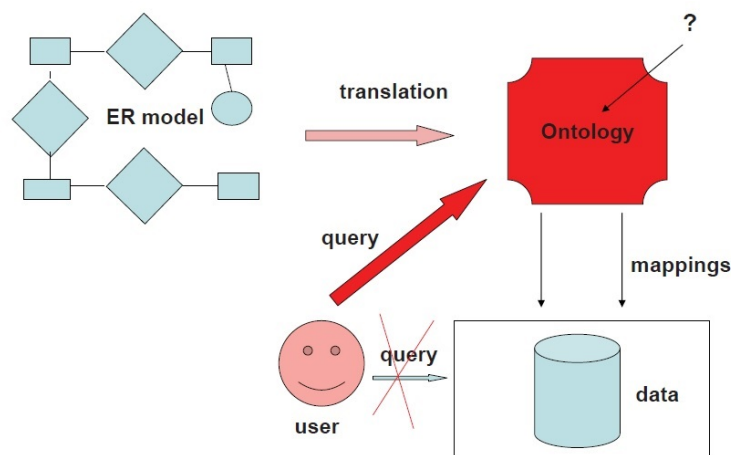 ?
translation
ER model
Ontology
query
mappings
query
data
user